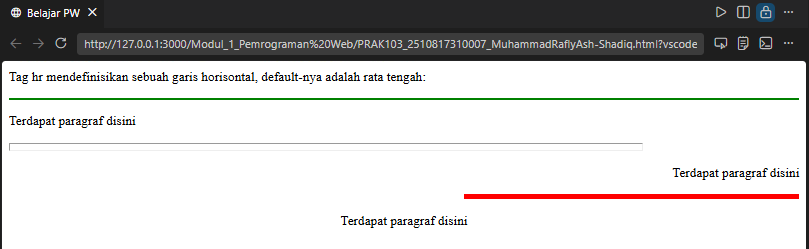 Belajar PW
http://127.0.0.1:3000/Modul_1_Pemrograman%20Web/PRAK103_2510817310007_MuhammadRafiyAsh-Shadiq.html?vscode
Tag hr mendefinisikan sebuah garis horisontal, default-nya adalah rata tengah:
Terdapat paragraf disini
Terdapat paragraf disini
Terdapat paragraf disini